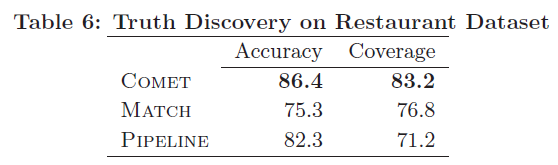 Table 6: Truth Discovery on Restaurant Dataset
Accuracy Coverage
COMET 86.4 83.2
MATCH 75.3 76.8
PIPELINE 82.3 71.2